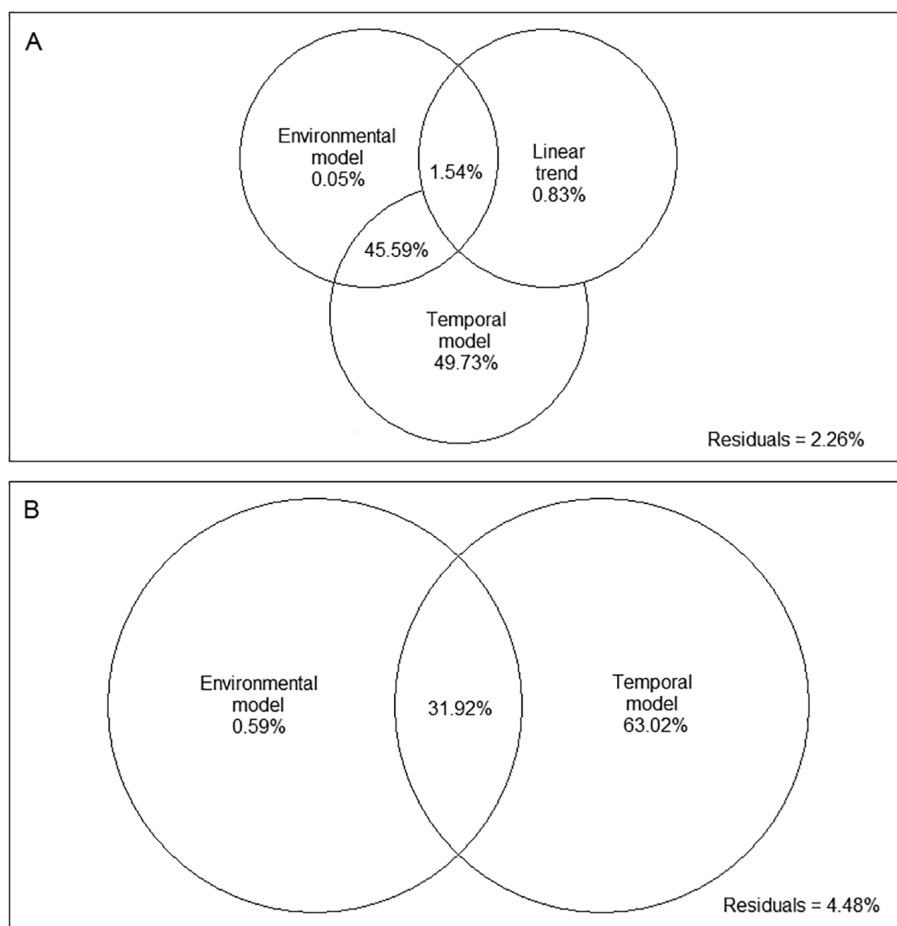 A
Environmental
model
0.05%
1.54%
Linear
trend
0.83%
45.59%
Temporal
model
49.73%
Residuals = 2.26%
B
Environmental
model
0.59%
31.92%
Temporal
model
63.02%
Residuals = 4.48%